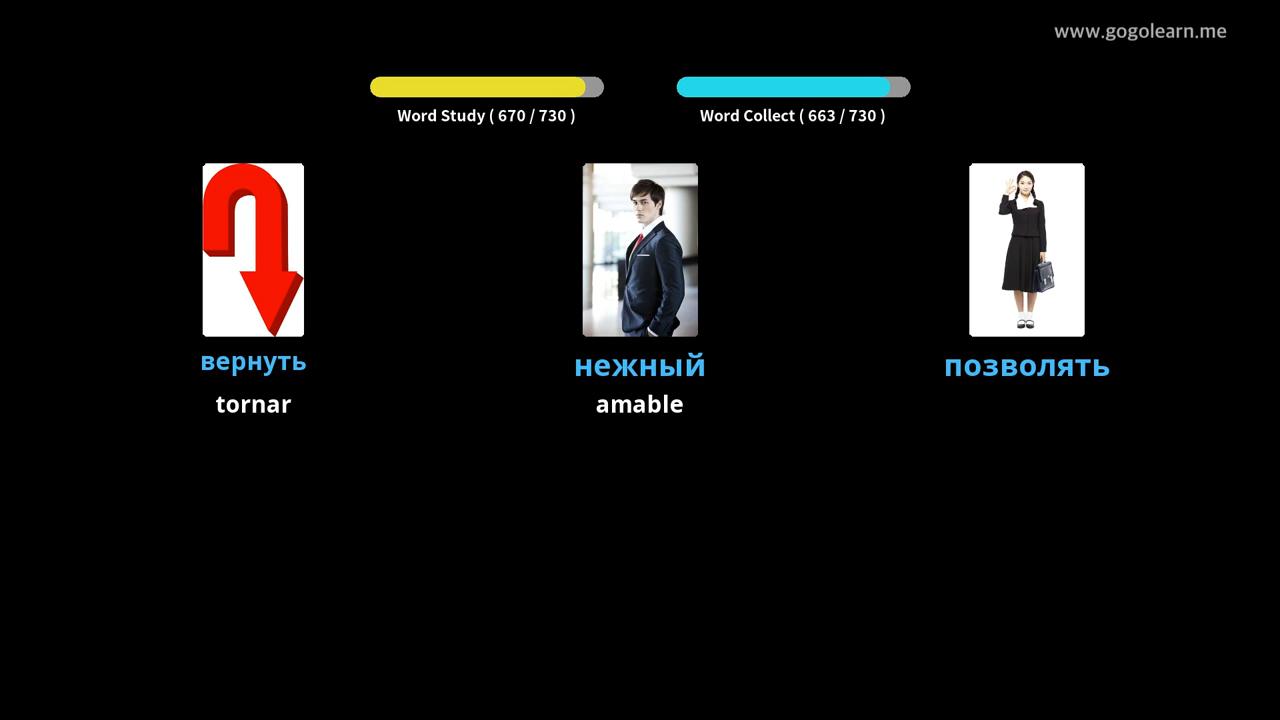 www.gogolearn.me
Word Study ( 670 / 730 )
Word Collect ( 663 / 730 )
вернуть
нежный
позволять
tornar
amable